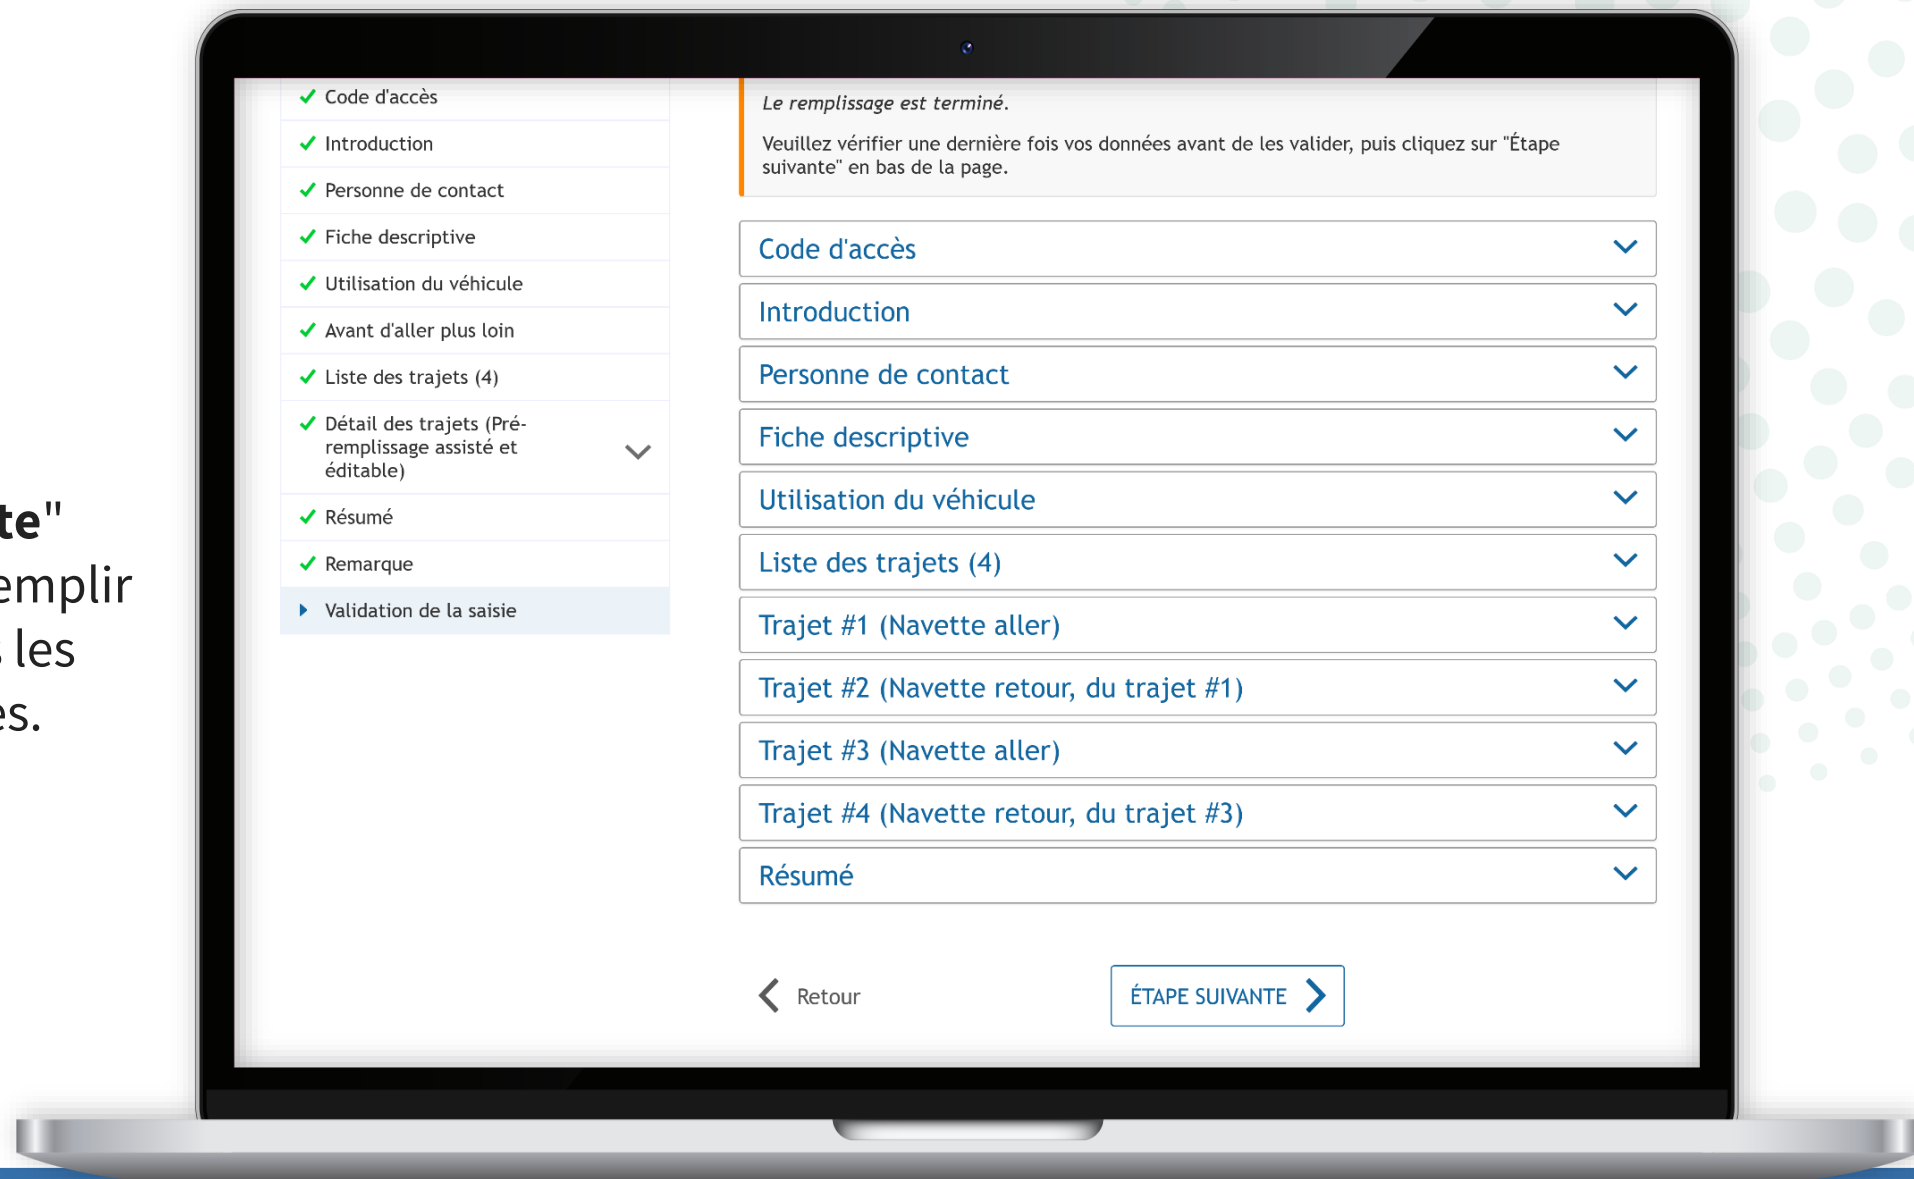 te"
emplir
les
es.
Code d'accès
Introduction
Personne de contact
Fiche descriptive
Utilisation du véhicule
Avant d'aller plus loin
Liste des trajets (4)
Détail des trajets (Pré-
remplissage assisté et
éditable)
Résumé
Remarque
Validation de la saisie
Le remplissage est terminé.
Veuillez vérifier une dernière fois vos données avant de les valider, puis cliquez sur "Étape
suivante" en bas de la page.
Code d'accès
Introduction
Personne de contact
Fiche descriptive
Utilisation du véhicule
Liste des trajets (4)
Trajet #1 (Navette aller)
Trajet #2 (Navette retour, du trajet #1)
Trajet #3 (Navette aller)
Trajet #4 (Navette retour, du trajet #3)
Résumé
Retour
ÉTAPE SUIVANTE